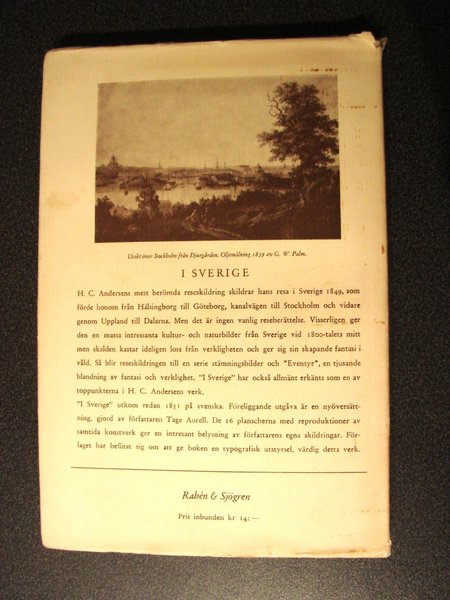 Utsikt över Stockholm från Djurgården. Oljemålning 1839 av G. W. Palm.
I SVERIGE
H. C. Andersens mest berömda reseskildring skildrar hans resa i Sverige 1849, som
förde honom från Hälsingborg till Göteborg, kanalvägen till Stockholm och vidare
genom Uppland till Dalarna. Men det är ingen vanlig reseberättelse. Visserligen ger
den en massa intressanta kultur- och naturbilder från Sverige vid 1800-talets mitt
men skalden kastar ideligen loss från verkligheten och ger sig sin skapande fantasi i
våld. Så blir reseskildringen till en serie stämningsbilder och "Eventyr", en tjusande
blandning av fantasi och verklighet. "I Sverige" har också allmänt erkänts som en av
toppunkterna i H. C. Andersens verk.
"I Sverige" utkom redan 1851 på svenska. Föreliggande utgåva är en nyöversätt-
ning, gjord av författaren Tage Aurell. De 16 planscherna med reproduktioner av
samtida konstverk ger en intresant belysning av författarens egna skildringar. För-
laget har beflitat sig om att ge boken en typografisk utstyrsel, värdig detta verk.
Rabén & Sjögren
Pris inbunden kr 14:—